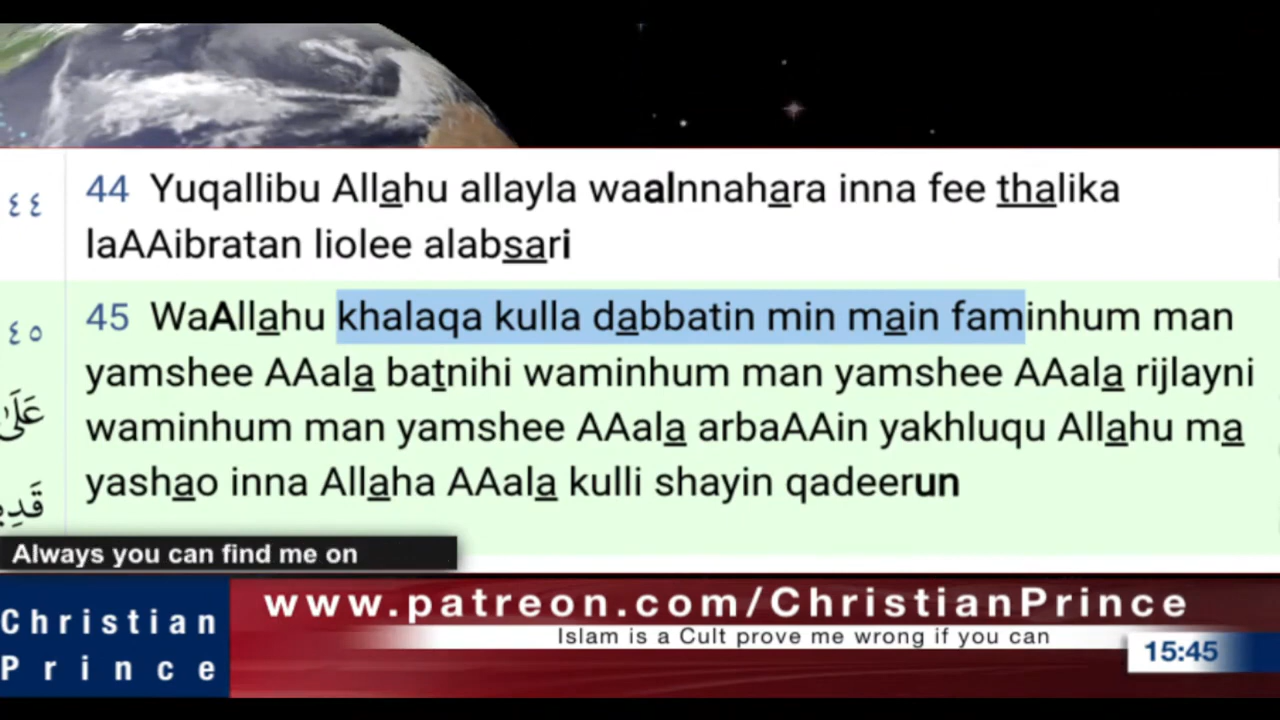 ٤٤
44 Yuqallibu Allahu allayla waalnnahara inna fee thalika
laAAibratan liolee alabsari
٤٥
45 WaAllahu khalaqa kulla dabbatin min main faminhum man
yamshee AAala batnihi waminhum man yamshee AAala rijlayni
عَلَىٰ
waminhum man yamshee AAala arbaAAin yakhluqu Allahu ma
yashao inna Allaha AAala kulli shayin qadeerun
Always you can find me on
Christian
Prince
www.patreon.com/ChristianPrince
Islam is a Cult prove me wrong if you can
15:45